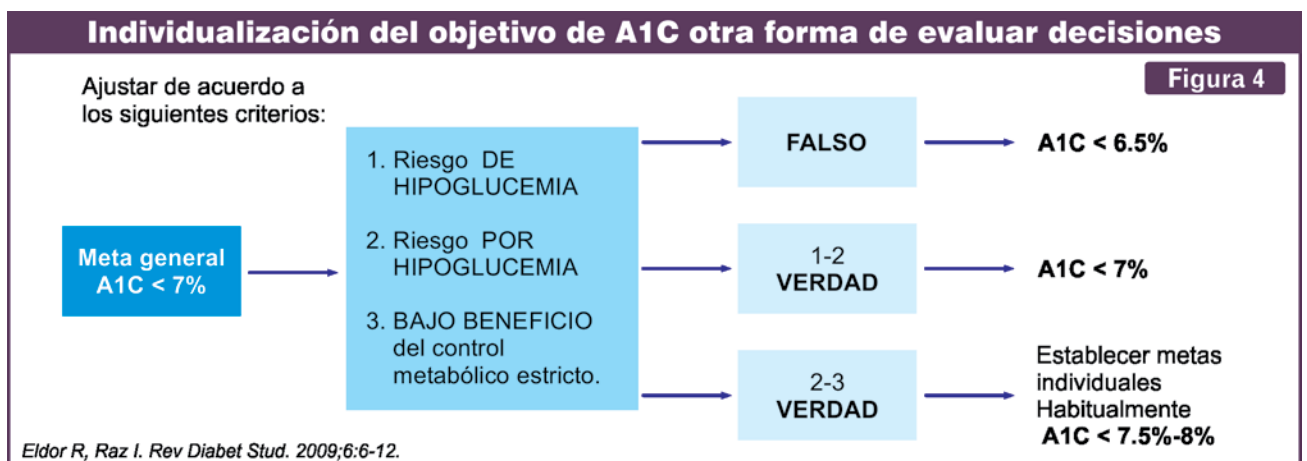 Individualización del objetivo de A1C otra forma de evaluar decisiones
Figura 4
Ajustar de acuerdo a
los siguientes criterios:
Meta general
A1C < 7%
1. Riesgo DE
HIPOGLUCEMIA
2. Riesgo POR
HIPOGLUCEMIA
3. BAJO BENEFICIO
del control
metabólico estricto.
FALSO
A1C < 6.5%
1-2
VERDAD
A1C < 7%
2-3
VERDAD
Establecer metas
individuales
Habitualmente
A1C < 7.5%-8%
Eldor R, Raz I. Rev Diabet Stud. 2009;6:6-12.